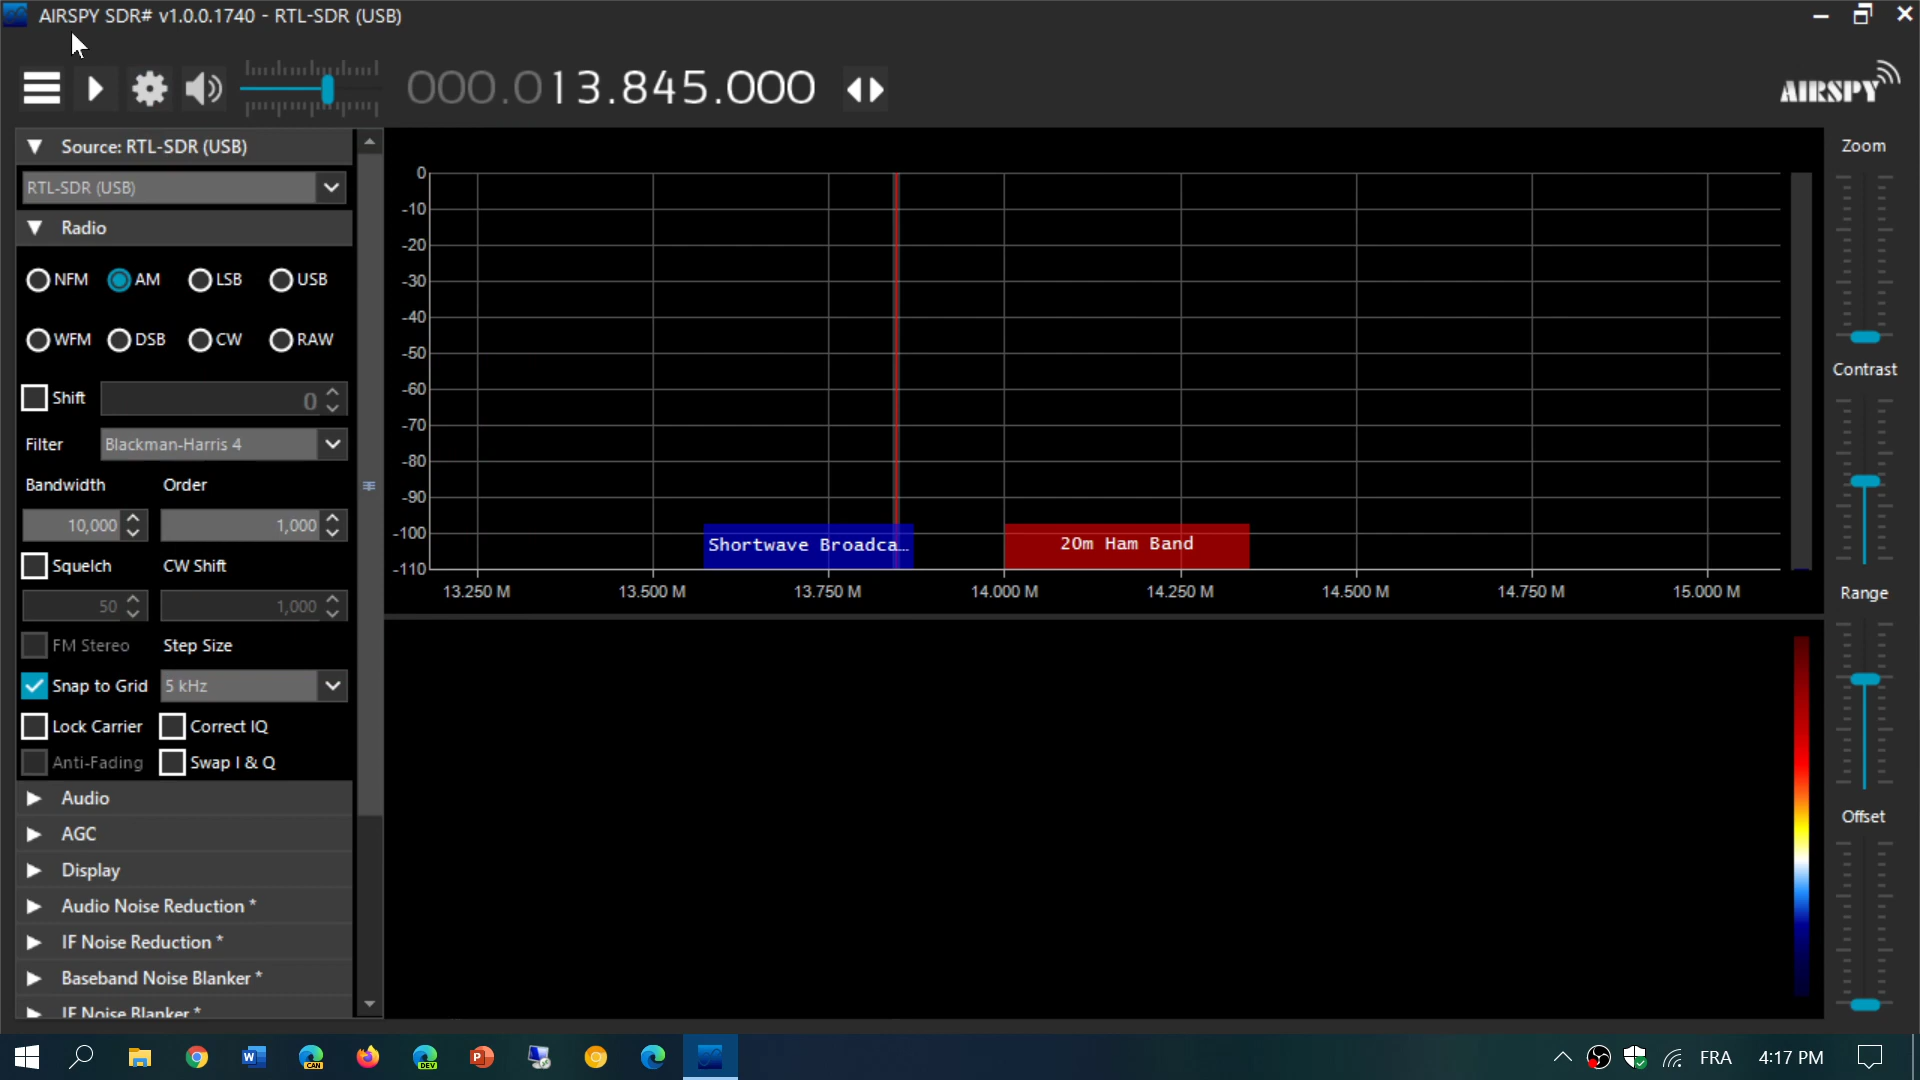 AIRSPY SDR# v1.0.0.1740 - RTL-SDR (USB)
000.013.845.000
AIRSPY
Source: RTL-SDR (USB)
RTL-SDR (USB)
Radio
NFM AM LSB USB
WFM DSB CW RAW
Shift 0
Filter Blackman-Harris 4
Bandwidth Order
10,000 1,000
Squelch CW Shift
50 1,000
FM Stereo Step Size
Snap to Grid 5 kHz
Lock Carrier Correct IQ
Anti-Fading Swap I & Q
Audio
AGC
Display
Audio Noise Reduction *
IF Noise Reduction *
Baseband Noise Blanker *
IF Noise Blanker *
0
-10
-20
-30
-40
-50
-60
-70
-80
-90
-100
-110
Shortwave Broadca… 20m Ham Band
13.250 M 13.500 M 13.750 M 14.000 M 14.250 M 14.500 M 14.750 M 15.000 M
Zoom
Contrast
Range
Offset
CAN DEV FRA 4:17 PM